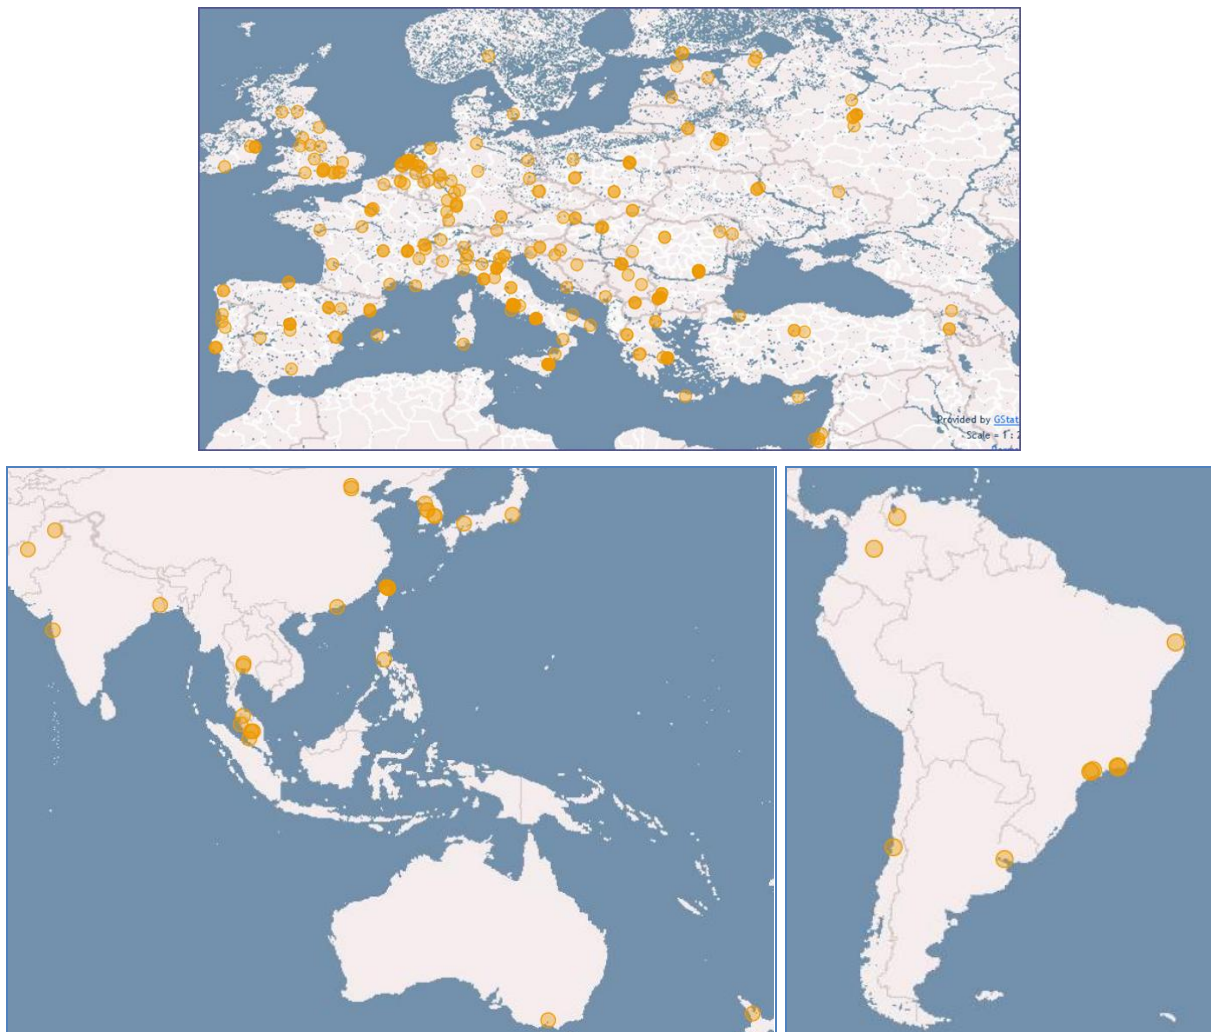 Provided by GStat
Scale = 1 : 2